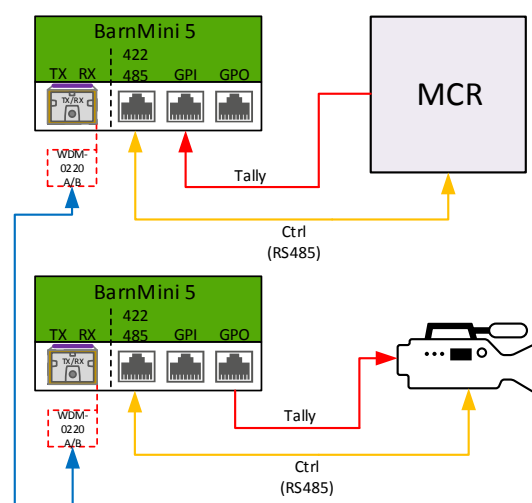 BarnMini 5
422
TX RX 485 GPI GPO
TX/RX
MCR
WDM-
0220
A/B
Tally
Ctrl
(RS485)
BarnMini 5
422
TX RX 485 GPI GPO
TX/RX
WDM-
0220
A/B
Tally
Ctrl
(RS485)